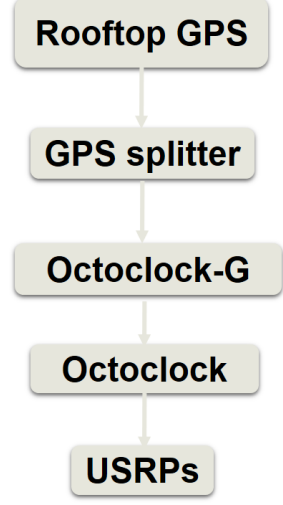 Rooftop GPS
GPS splitter
Octoclock-G
Octoclock
USRPs